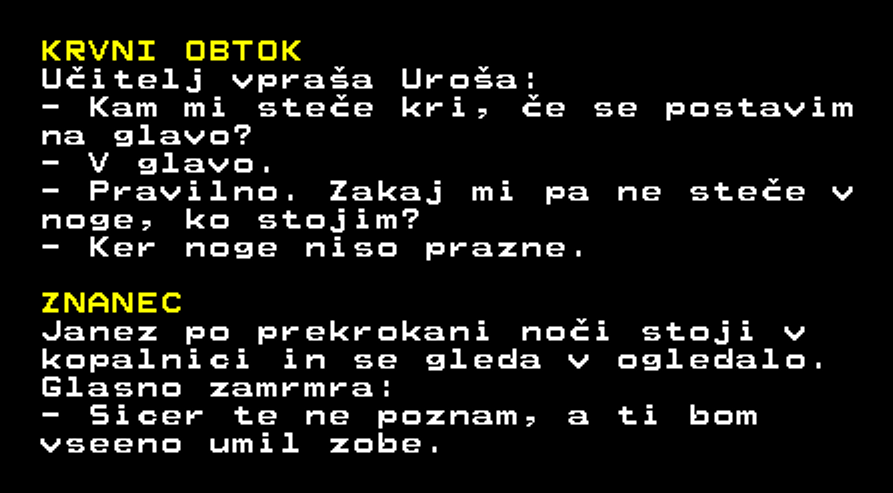 KRVNI OBTOK
Učitelj vpraša Uroša:
- Kam mi steče kri, če se postavim
na glavo?
- V glavo.
- Pravilno. Zakaj mi pa ne steče v
noge, ko stojim?
- Ker noge niso prazne.
ZNANEC
Janez po prekrokani noči stoji v
kopalnici in se gleda v ogledalo.
Glasno zamrmra:
- Sicer te ne poznam, a ti bom
vseeno umil zobe.